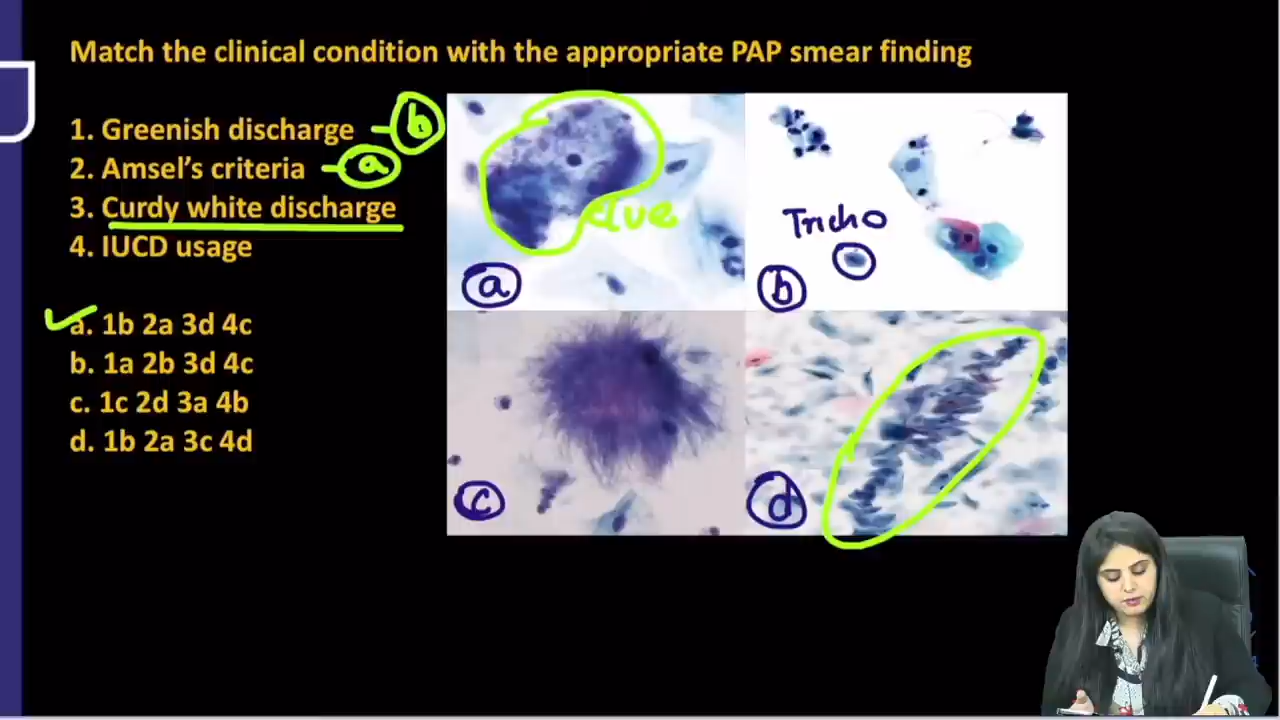 Match the clinical condition with the appropriate PAP smear finding
1. Greenish discharge - b
2. Amsel's criteria - a
3. Curdy white discharge
4. IUCD usage
a. 1b 2a 3d 4c
b. 1a 2b 3d 4c
c. 1c 2d 3a 4b
d. 1b 2a 3c 4d
clue
a
Tricho
b
c
d